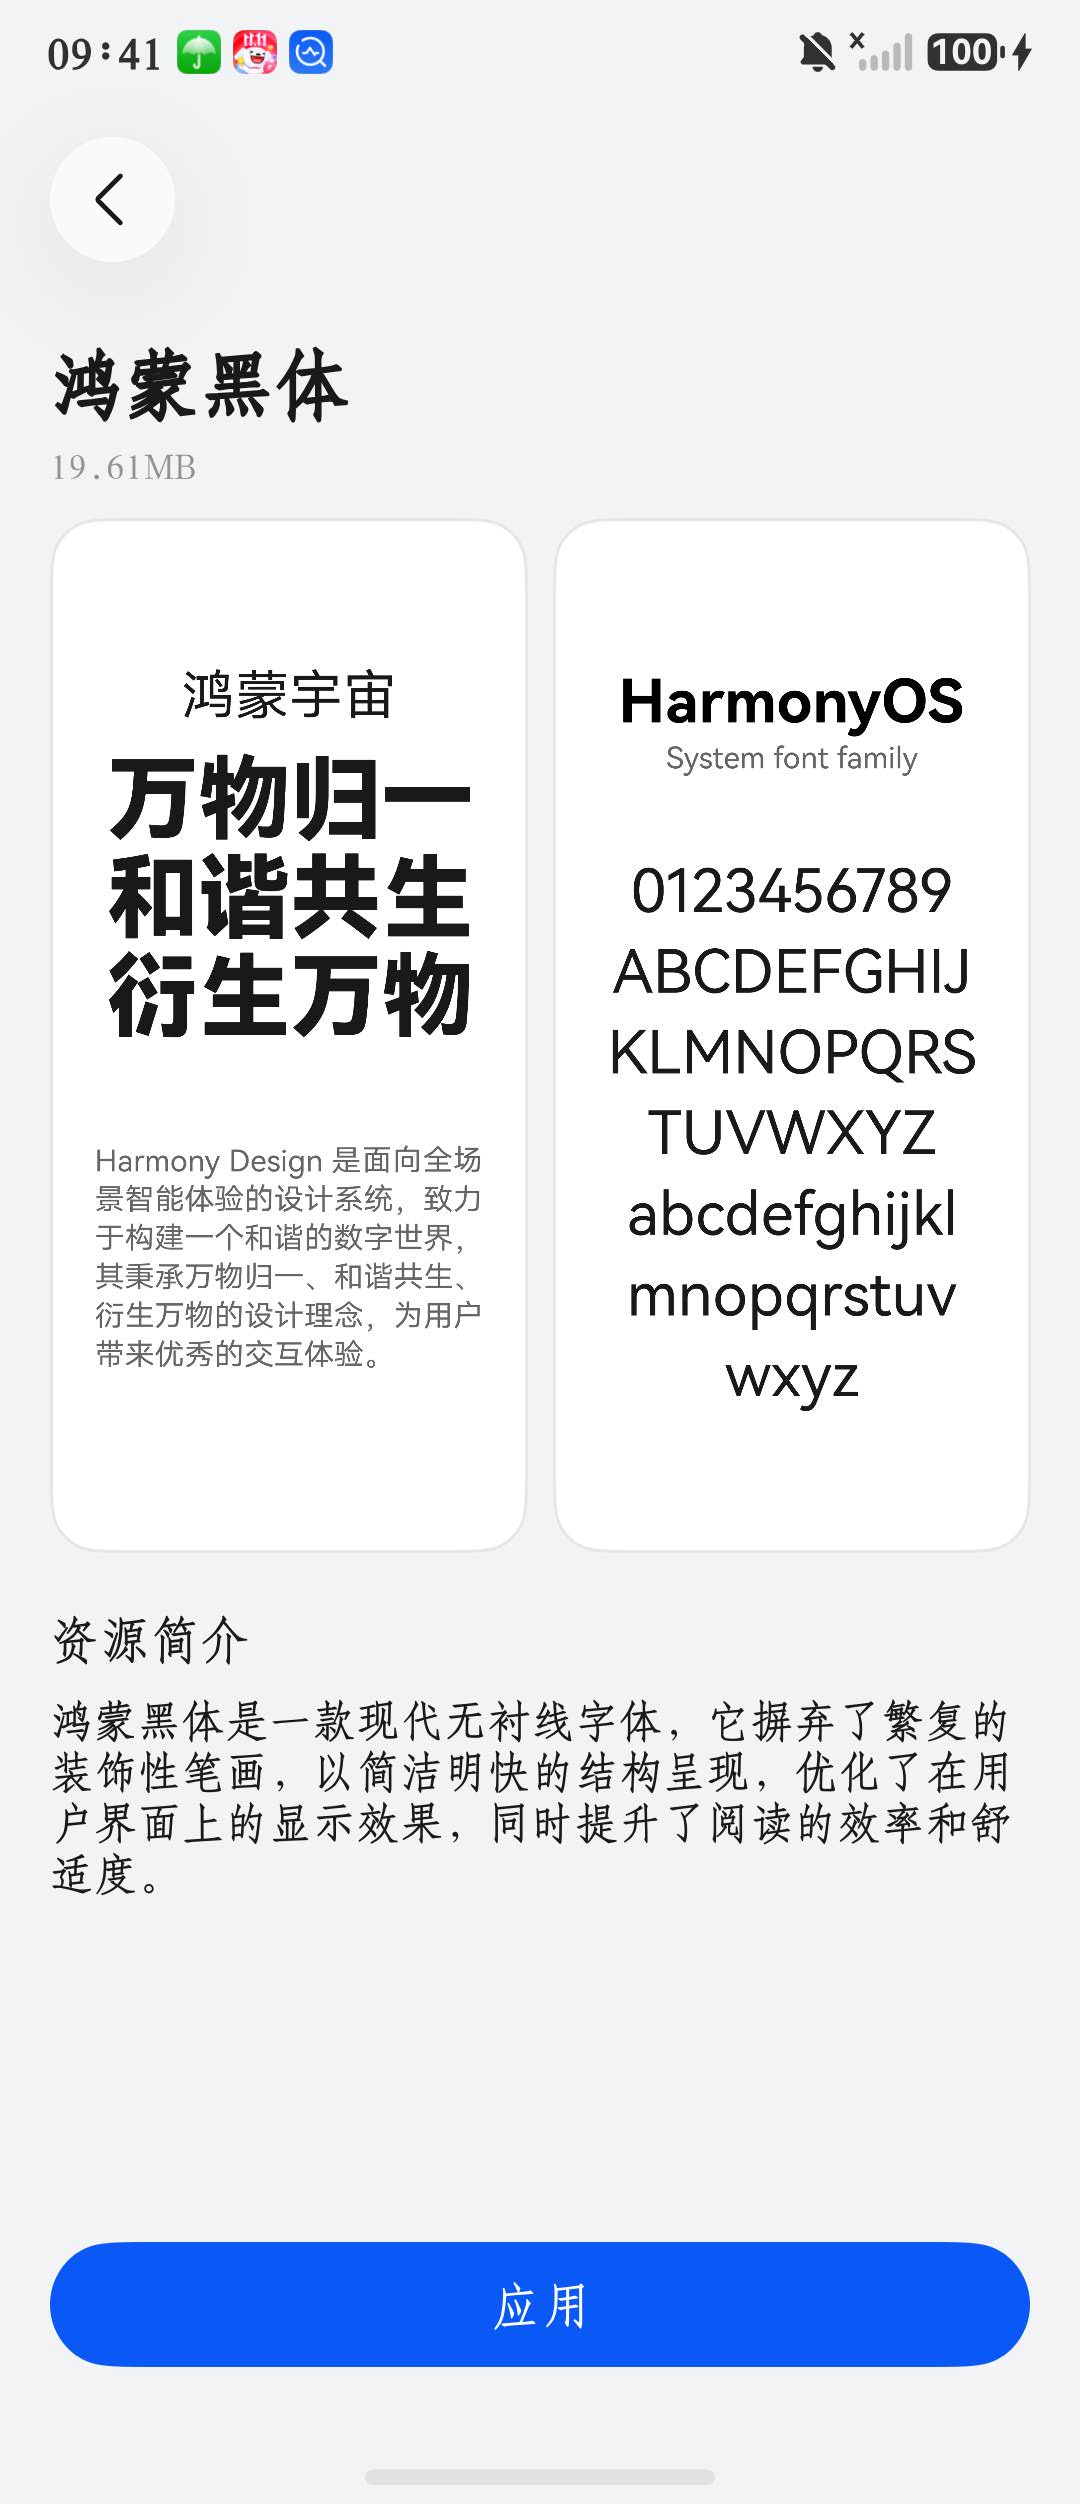 09:41
11.11
100
鸿蒙黑体
19.61MB
鸿蒙宇宙
万物归一
和谐共生
衍生万物
Harmony Design 是面向全场
景智能体验的设计系统，致力
于构建一个和谐的数字世界，
其秉承万物归一、和谐共生、
衍生万物的设计理念，为用户
带来优秀的交互体验。
HarmonyOS
System font family
0123456789
ABCDEFGHIJ
KLMNOPQRS
TUVWXYZ
abcdefghijkl
mnopqrstuv
wxyz
资源简介
鸿蒙黑体是一款现代无衬线字体，它摒弃了繁复的
装饰性笔画，以简洁明快的结构呈现，优化了在用
户界面上的显示效果，同时提升了阅读的效率和舒
适度。
应用